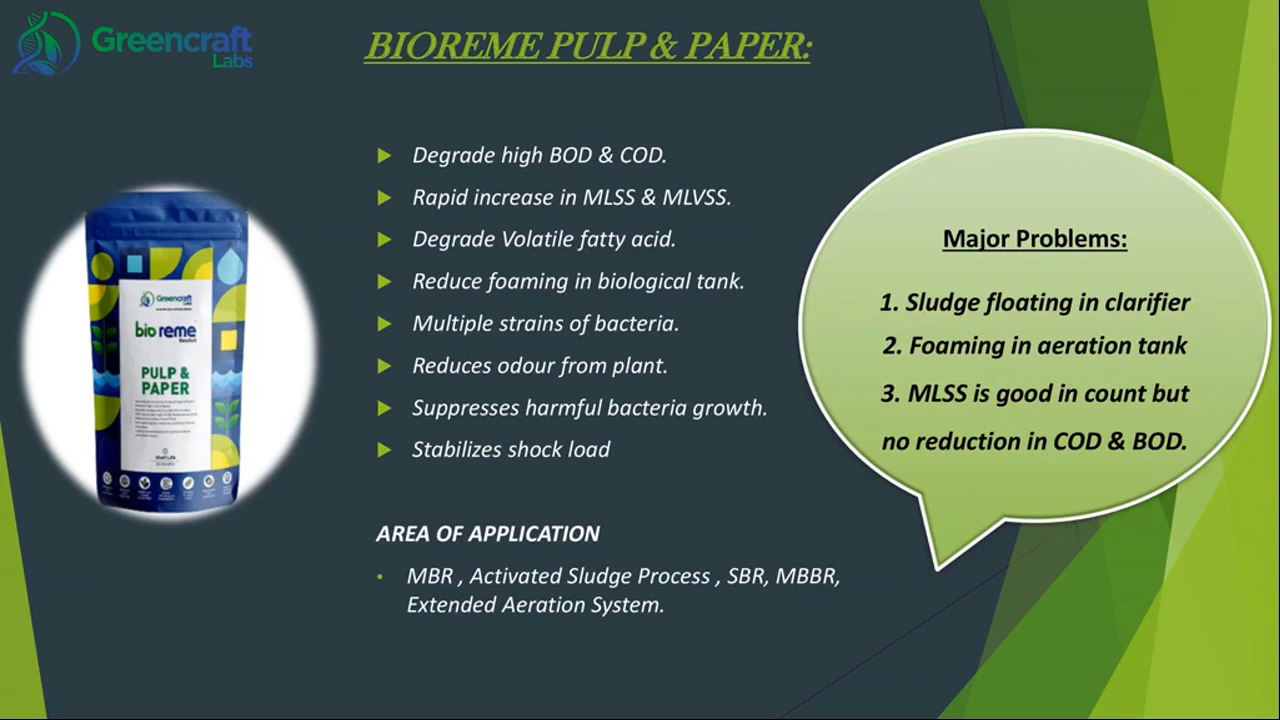 Greencraft
Labs
BIOREME PULP & PAPER:
Degrade high BOD & COD.
Rapid increase in MLSS & MLVSS.
Degrade Volatile fatty acid.
Reduce foaming in biological tank.
Multiple strains of bacteria.
Reduces odour from plant.
Suppresses harmful bacteria growth.
Stabilizes shock load
AREA OF APPLICATION
MBR , Activated Sludge Process , SBR, MBBR,
Extended Aeration System.
Major Problems:
1. Sludge floating in clarifier
2. Foaming in aeration tank
3. MLSS is good in count but
no reduction in COD & BOD.
Greencraft
Labs
bio reme
PULP &
PAPER
Shelf Life